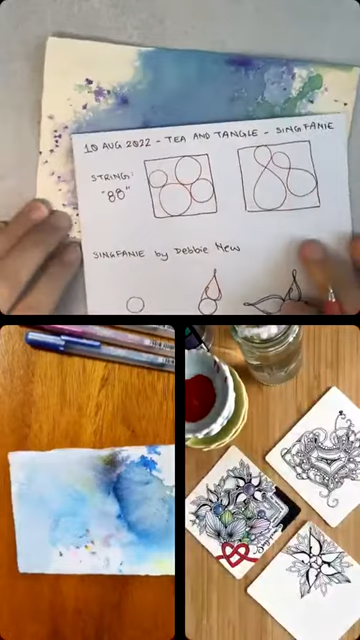 10 AUG 2022 - TEA AND TANGLE - SINGFANIE
STRING:
"88"
SINGFANIE by Debbie New